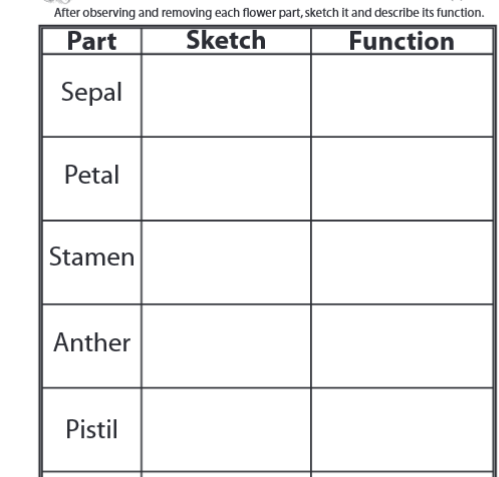 After observing and removing each flower part, sketch it and describe its function.
Part Sketch Function
Sepal
Petal
Stamen
Anther
Pistil